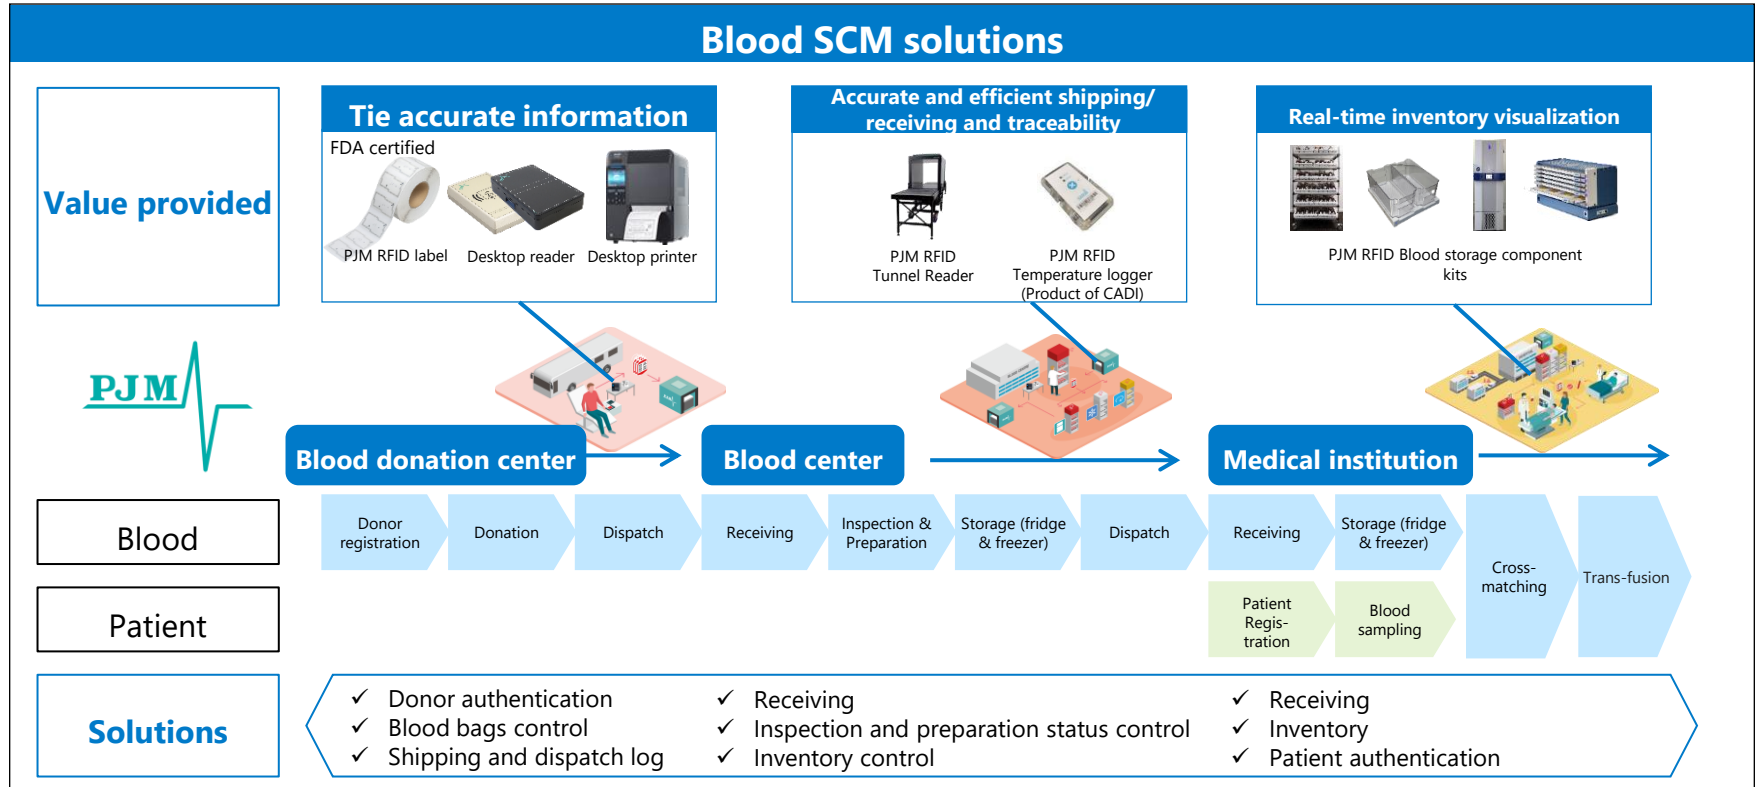 Blood SCM solutions
Value provided
Tie accurate information
FDA certified
PJM RFID label
Desktop reader
Desktop printer
Accurate and efficient shipping/
receiving and traceability
PJM RFID
Tunnel Reader
PJM RFID
Temperature logger
(Product of CADI)
Real-time inventory visualization
PJM RFID Blood storage component
kits
PJM
Blood donation center
Blood center
Medical institution
Blood
Donor
registration
Donation
Dispatch
Receiving
Inspection &
Preparation
Storage (fridge
& freezer)
Dispatch
Receiving
Storage (fridge
& freezer)
Cross-
matching
Trans-fusion
Patient
Patient
Regis-
tration
Blood
sampling
Solutions
✓ Donor authentication
✓ Blood bags control
✓ Shipping and dispatch log
✓ Receiving
✓ Inspection and preparation status control
✓ Inventory control
✓ Receiving
✓ Inventory
✓ Patient authentication